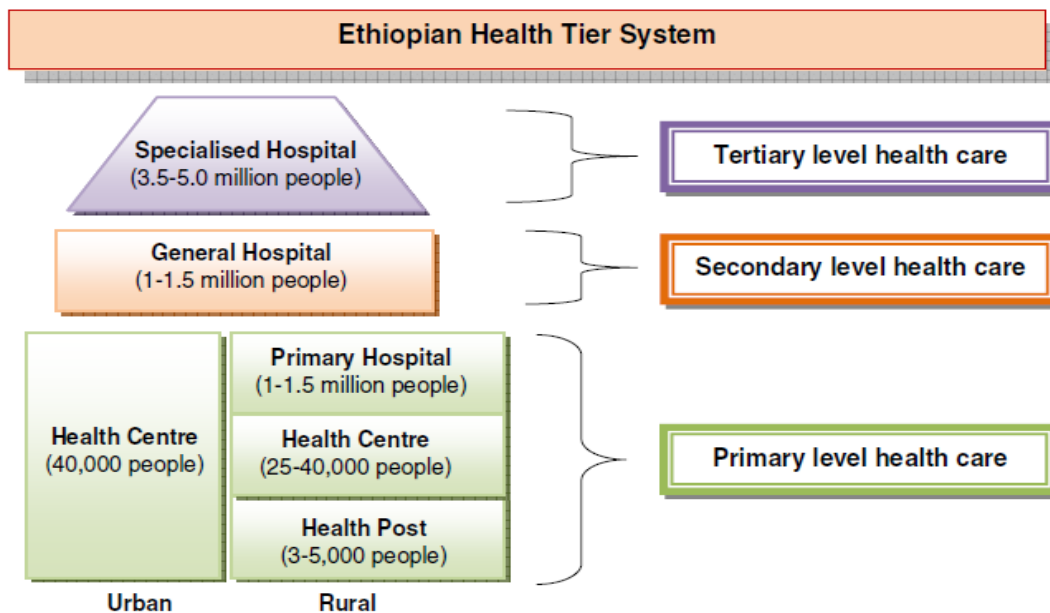 Ethiopian Health Tier System
Specialised Hospital
(3.5-5.0 million people)
Tertiary level health care
General Hospital
(1-1.5 million people)
Secondary level health care
Health Centre
(40,000 people)
Primary Hospital
(1-1.5 million people)
Health Centre
(25-40,000 people)
Health Post
(3-5,000 people)
Primary level health care
Urban
Rural